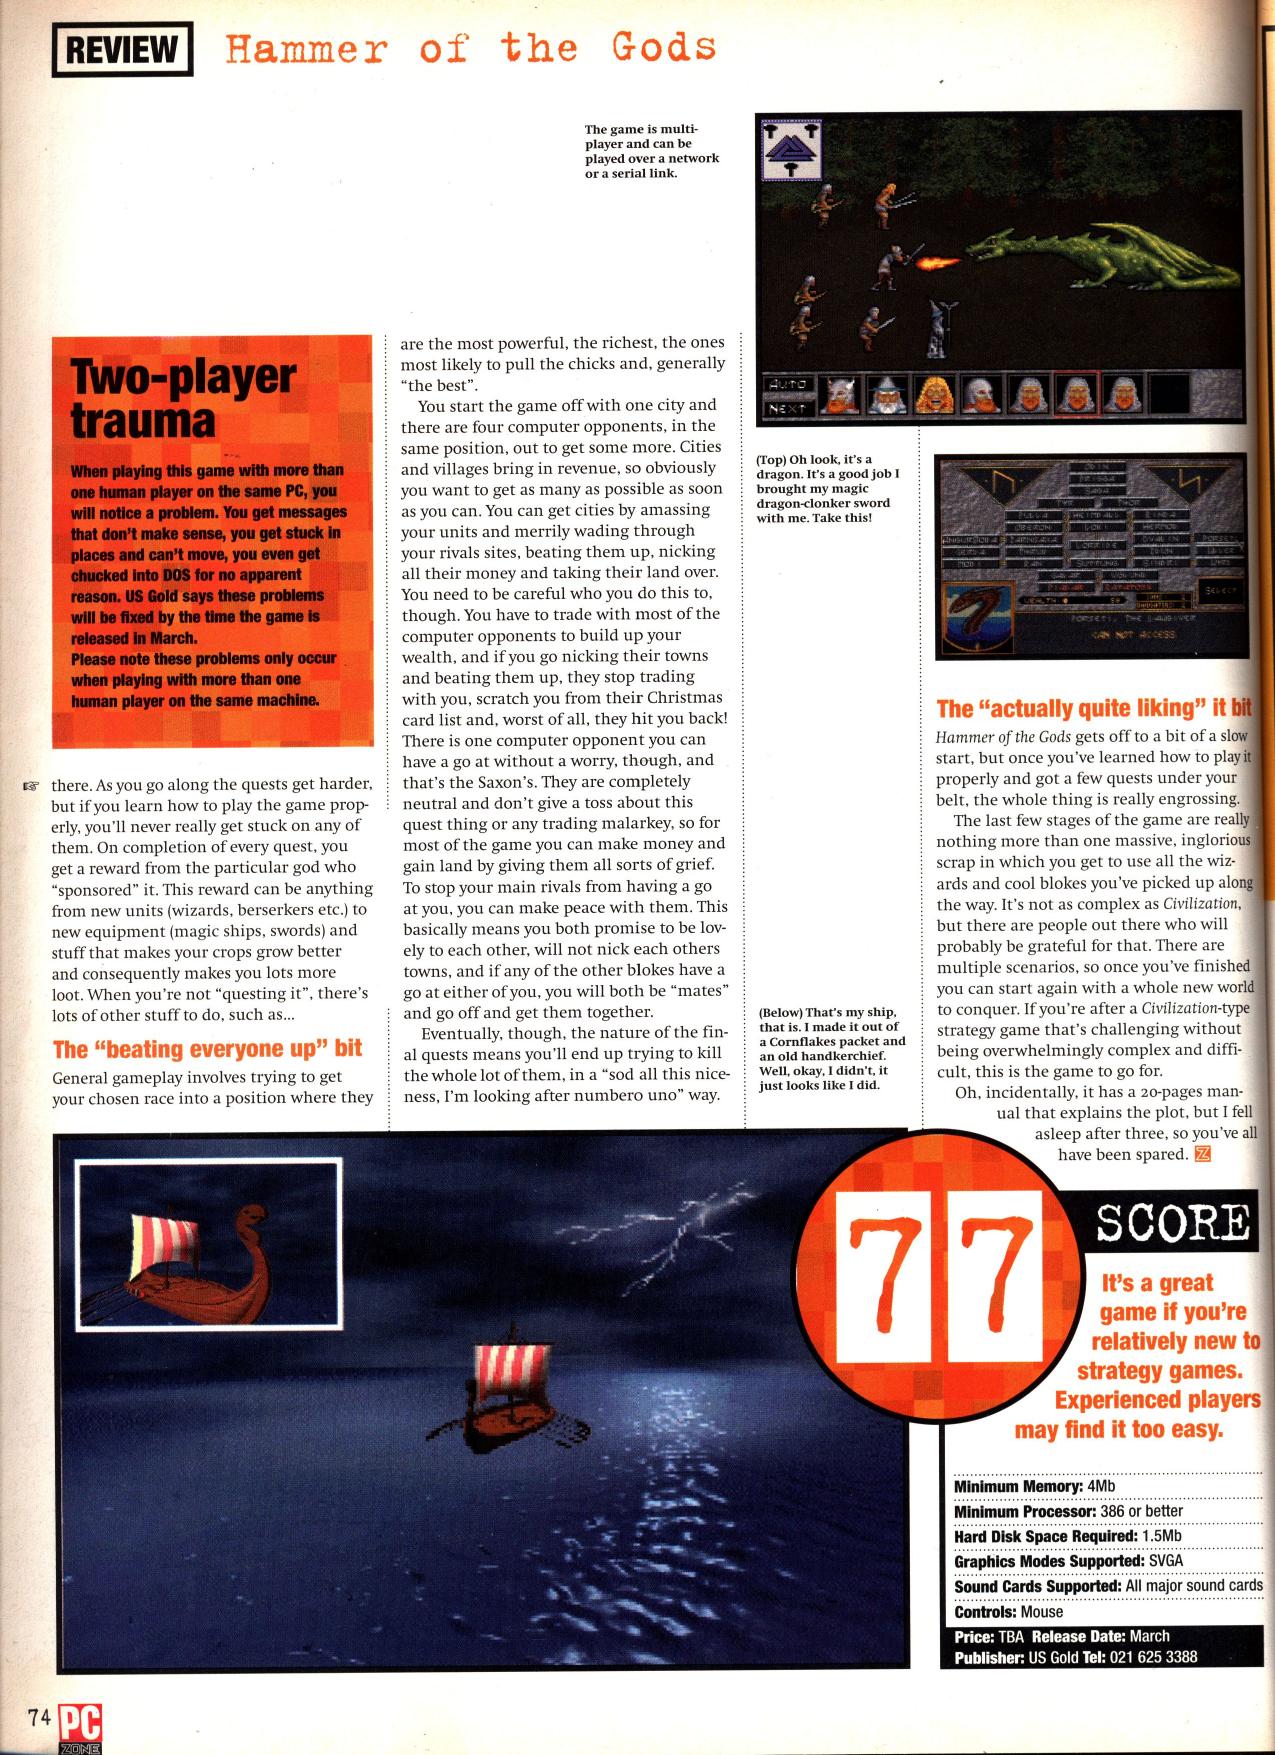 REVIEW Hammer of the Gods
The game is multi-
player and can be
played over a network
or a serial link.
AUTO
NEXT
Two-player
trauma
When playing this game with more than
one human player on the same PC, you
will notice a problem. You get messages
that don't make sense, you get stuck in
places and can't move, you even get
chucked into DOS for no apparent
reason. US Gold says these problems
will be fixed by the time the game is
released in March.
Please note these problems only occur
when playing with more than one
human player on the same machine.
☞ there. As you go along the quests get harder,
but if you learn how to play the game prop-
erly, you'll never really get stuck on any of
them. On completion of every quest, you
get a reward from the particular god who
“sponsored” it. This reward can be anything
from new units (wizards, berserkers etc.) to
new equipment (magic ships, swords) and
stuff that makes your crops grow better
and consequently makes you lots more
loot. When you're not “questing it”, there's
lots of other stuff to do, such as...
The “beating everyone up” bit
General gameplay involves trying to get
your chosen race into a position where they
are the most powerful, the richest, the ones
most likely to pull the chicks and, generally
“the best”.
You start the game off with one city and
there are four computer opponents, in the
same position, out to get some more. Cities
and villages bring in revenue, so obviously
you want to get as many as possible as soon
as you can. You can get cities by amassing
your units and merrily wading through
your rivals sites, beating them up, nicking
all their money and taking their land over.
You need to be careful who you do this to,
though. You have to trade with most of the
computer opponents to build up your
wealth, and if you go nicking their towns
and beating them up, they stop trading
with you, scratch you from their Christmas
card list and, worst of all, they hit you back!
There is one computer opponent you can
have a go at without a worry, though, and
that's the Saxon's. They are completely
neutral and don't give a toss about this
quest thing or any trading malarkey, so for
most of the game you can make money and
gain land by giving them all sorts of grief.
To stop your main rivals from having a go
at you, you can make peace with them. This
basically means you both promise to be lov-
ely to each other, will not nick each others
towns, and if any of the other blokes have a
go at either of you, you will both be “mates”
and go off and get them together.
Eventually, though, the nature of the fin-
al quests means you'll end up trying to kill
the whole lot of them, in a “sod all this nice-
ness, I'm looking after numbero uno” way.
(Top) Oh look, it's a
dragon. It's a good job I
brought my magic
dragon-clonker sword
with me. Take this!
ODIN
FRIGGA
SAGA
TYR THOR
HEIMDALL
LOKI
WEALTH
SELECT
CAN NOT ACCESS
(Below) That's my ship,
that is. I made it out of
a Cornflakes packet and
an old handkerchief.
Well, okay, I didn't, it
just looks like I did.
The “actually quite liking” it bit
Hammer of the Gods gets off to a bit of a slow
start, but once you've learned how to play it
properly and got a few quests under your
belt, the whole thing is really engrossing.
The last few stages of the game are really
nothing more than one massive, inglorious
scrap in which you get to use all the wiz-
ards and cool blokes you've picked up along
the way. It's not as complex as Civilization,
but there are people out there who will
probably be grateful for that. There are
multiple scenarios, so once you've finished
you can start again with a whole new world
to conquer. If you're after a Civilization-type
strategy game that's challenging without
being overwhelmingly complex and diffi-
cult, this is the game to go for.
Oh, incidentally, it has a 20-pages man-
ual that explains the plot, but I fell
asleep after three, so you've all
have been spared. Z
77
SCORE
It's a great
game if you're
relatively new to
strategy games.
Experienced players
may find it too easy.
Minimum Memory: 4Mb
Minimum Processor: 386 or better
Hard Disk Space Required: 1.5Mb
Graphics Modes Supported: SVGA
Sound Cards Supported: All major sound cards
Controls: Mouse
Price: TBA Release Date: March
Publisher: US Gold Tel: 021 625 3388
74 PC
ZONE